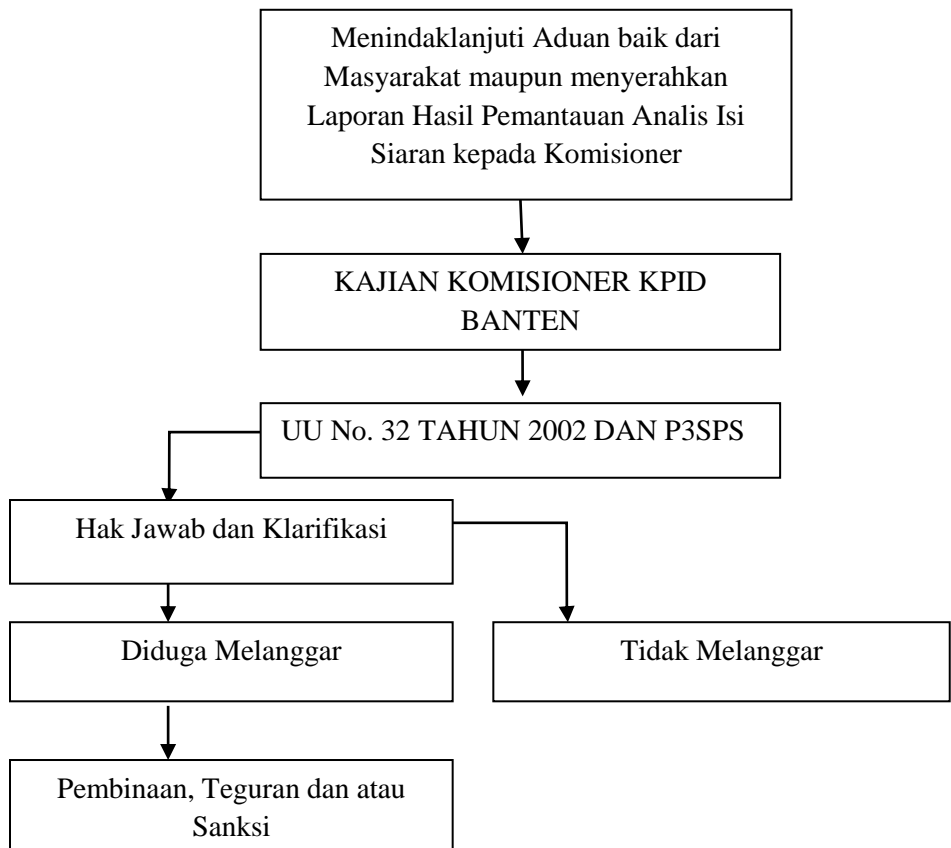 Menindaklanjuti Aduan baik dari
Masyarakat maupun menyerahkan
Laporan Hasil Pemantauan Analis Isi
Siaran kepada Komisioner
KAJIAN KOMISIONER KPID
BANTEN
UU No. 32 TAHUN 2002 DAN P3SPS
Hak Jawab dan Klarifikasi
Diduga Melanggar
Tidak Melanggar
Pembinaan, Teguran dan atau
Sanksi